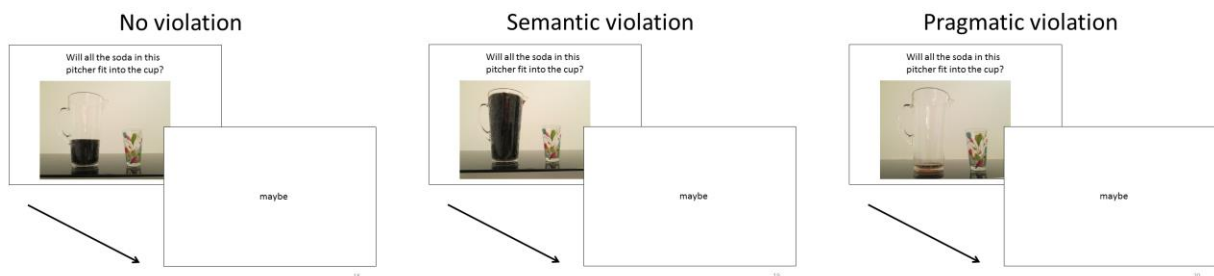 No violation
Will all the soda in this
pitcher fit into the cup?
maybe
Semantic violation
Will all the soda in this
pitcher fit into the cup?
maybe
Pragmatic violation
Will all the soda in this
pitcher fit into the cup?
maybe